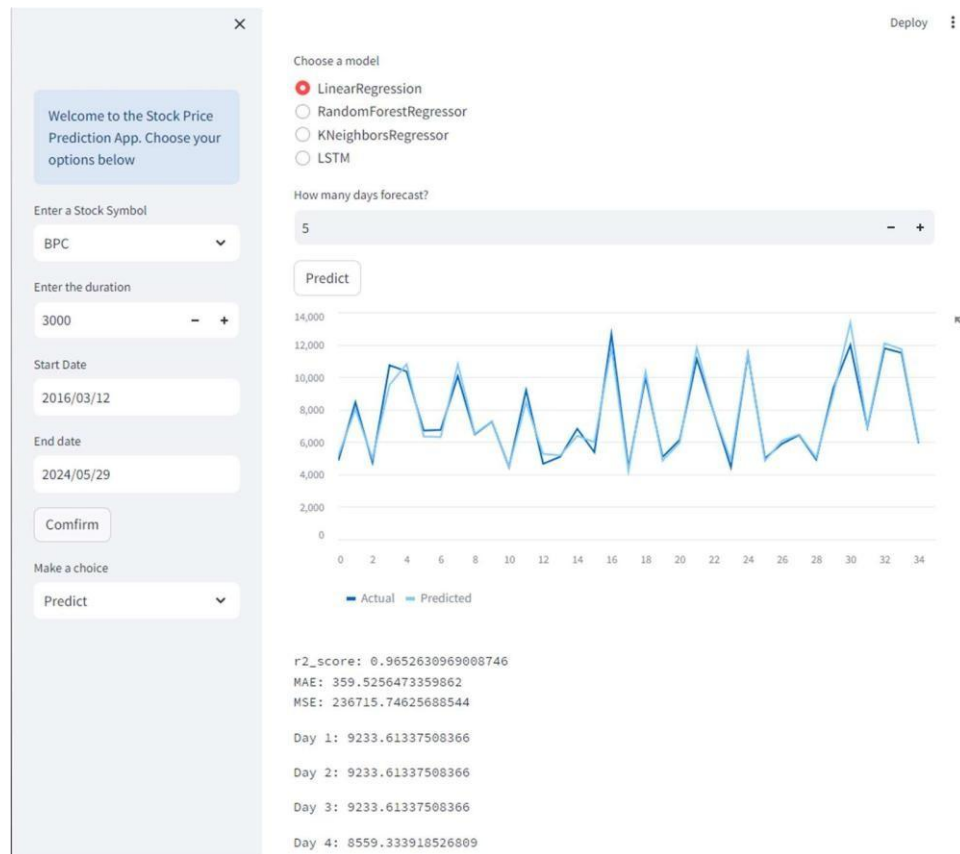 Deploy
Welcome to the Stock Price
Prediction App. Choose your
options below
Enter a Stock Symbol
BPC
Enter the duration
3000
- +
Start Date
2016/03/12
End date
2024/05/29
Comfirm
Make a choice
Predict
Choose a model
LinearRegression
RandomForestRegressor
KNeighborsRegressor
LSTM
How many days forecast?
5
- +
Predict
14,000
12,000
10,000
8,000
6,000
4,000
2,000
0
0 2 4 6 8 10 12 14 16 18 20 22 24 26 28 30 32 34
Actual Predicted
r2_score: 0.9652630969008746
MAE: 359.5256473359862
MSE: 236715.74625688544
Day 1: 9233.61337508366
Day 2: 9233.61337508366
Day 3: 9233.61337508366
Day 4: 8559.333918526809